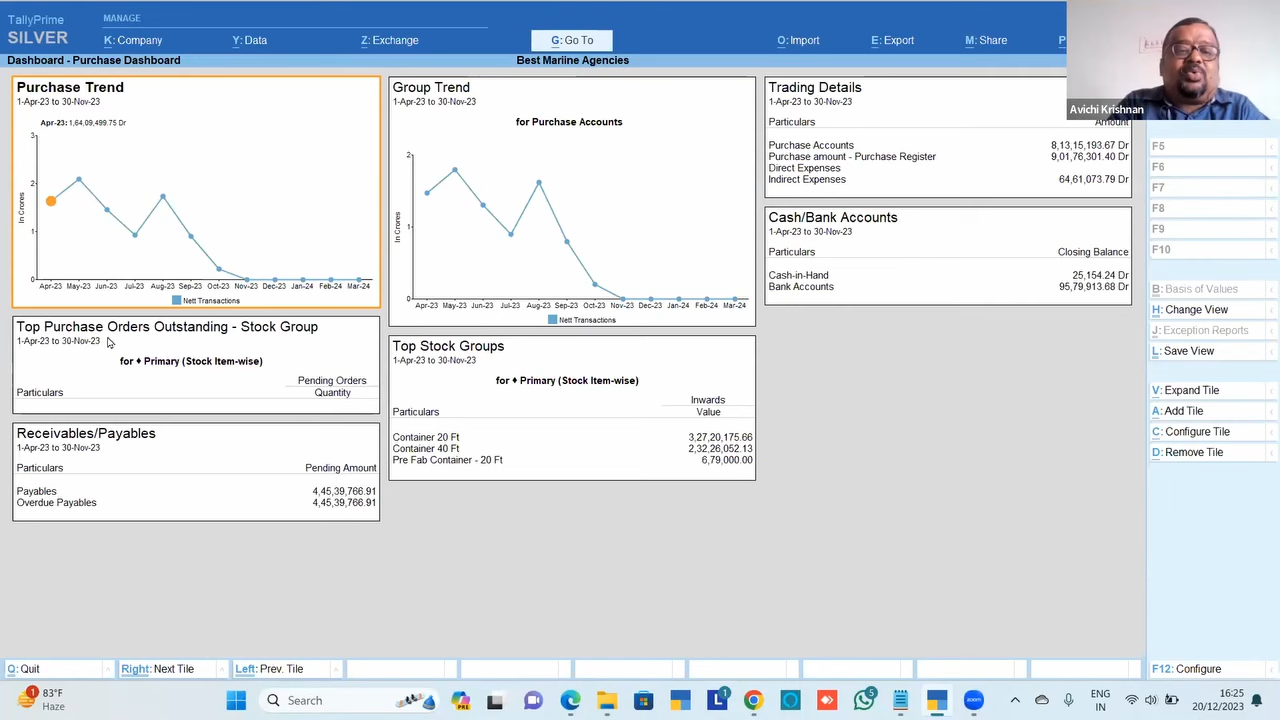 TallyPrime
SILVER
MANAGE
K: Company
Y: Data
Z: Exchange
G: Go To
O: Import
E: Export
M: Share
P
Dashboard - Purchase Dashboard
Best Mariine Agencies
Avichi Krishnan
Purchase Trend
1-Apr-23 to 30-Nov-23
Apr-23: 1,64,09,499.75 Dr
3
2
1
0
In Crores
Apr-23 May-23 Jun-23 Jul-23 Aug-23 Sep-23 Oct-23 Nov-23 Dec-23 Jan-24 Feb-24 Mar-24
Nett Transactions
Top Purchase Orders Outstanding - Stock Group
1-Apr-23 to 30-Nov-23
for ♦ Primary (Stock Item-wise)
Pending Orders
Particulars Quantity
Receivables/Payables
1-Apr-23 to 30-Nov-23
Particulars Pending Amount
Payables 4,45,39,766.91
Overdue Payables 4,45,39,766.91
Group Trend
1-Apr-23 to 30-Nov-23
for Purchase Accounts
2
1
0
In Crores
Apr-23 May-23 Jun-23 Jul-23 Aug-23 Sep-23 Oct-23 Nov-23 Dec-23 Jan-24 Feb-24 Mar-24
Nett Transactions
Top Stock Groups
1-Apr-23 to 30-Nov-23
for ♦ Primary (Stock Item-wise)
Inwards
Particulars Value
Container 20 Ft 3,27,20,175.66
Container 40 Ft 2,32,26,052.13
Pre Fab Container - 20 Ft 6,79,000.00
Trading Details
1-Apr-23 to 30-Nov-23
Particulars Amount
Purchase Accounts 8,13,15,193.67 Dr
Purchase amount - Purchase Register 9,01,76,301.40 Dr
Direct Expenses
Indirect Expenses 64,61,073.79 Dr
Cash/Bank Accounts
1-Apr-23 to 30-Nov-23
Particulars Closing Balance
Cash-in-Hand 25,154.24 Dr
Bank Accounts 95,79,913.68 Dr
F5
F6
F7
F8
F9
F10
B: Basis of Values
H: Change View
J: Exception Reports
L: Save View
V: Expand Tile
A: Add Tile
C: Configure Tile
D: Remove Tile
Q: Quit
Right: Next Tile
Left: Prev. Tile
F12: Configure
1
83°F
Haze
Search
1
5
ENG
IN
16:25
20/12/2023